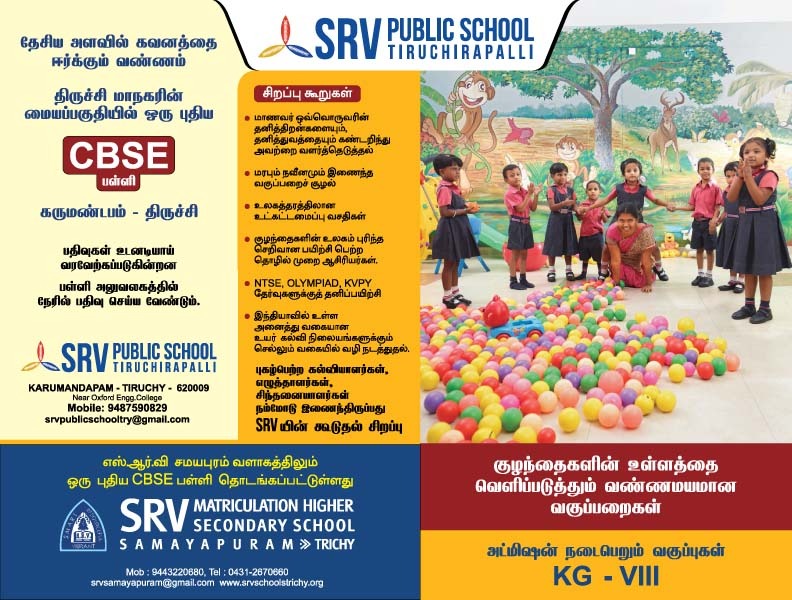 தேசிய அளவில் கவனத்தை
ஈர்க்கும் வண்ணம்
திருச்சி மாநகரின்
மையப்பகுதியில் ஒரு புதிய
CBSE
பள்ளி
கருமண்டபம் - திருச்சி
பதிவுகள் உடனடியாய்
வரவேற்கப்படுகின்றன
பள்ளி அலுவலகத்தில்
நேரில் பதிவு செய்ய வேண்டும்.
SRV PUBLIC SCHOOL
TIRUCHIRAPALLI
KARUMANDAPAM - TIRUCHY - 620009
Near Oxford Engg.College
Mobile: 9487590829
srvpublicschooltry@gmail.com
SRV PUBLIC SCHOOL
TIRUCHIRAPALLI
சிறப்பு கூறுகள்
• மாணவர் ஒவ்வொருவரின்
தனித்திறன்களையும்,
தனித்துவத்தையும் கண்டறிந்து
அவற்றை வளர்த்தெடுத்தல்
• மரபும் நவீனமும் இணைந்த
வகுப்பறைச் சூழல்
• உலகத்தரத்திலான
உட்கட்டமைப்பு வசதிகள்
• குழந்தைகளின் உலகம் புரிந்த
செறிவான பயிற்சி பெற்ற
தொழில் முறை ஆசிரியர்கள்.
• NTSE, OLYMPIAD, KVPY
தேர்வுகளுக்குத் தனிப்பயிற்சி
• இந்தியாவில் உள்ள
அனைத்து வகையான
உயர் கல்வி நிலையங்களுக்கும்
செல்லும் வகையில் வழி நடத்துதல்.
புகழ்பெற்ற கல்வியாளர்கள்,
எழுத்தாளர்கள்,
சிந்தனையாளர்கள்
நம்மோடு இணைந்திருப்பது
SRV யின் கூடுதல் சிறப்பு
எஸ்.ஆர்.வி சமயபுரம் வளாகத்திலும்
ஒரு புதிய CBSE பள்ளி தொடங்கப்பட்டுள்ளது
SRV MATRICULATION HIGHER
SECONDARY SCHOOL
SAMAYAPURAM >> TRICHY
Mob : 9443220680, Tel : 0431-2670660
srvsamayapuram@gmail.com www.srvschoolstrichy.org
குழந்தைகளின் உள்ளத்தை
வெளிப்படுத்தும் வண்ணமயமான
வகுப்பறைகள்
அட்மிஷன் நடைபெறும் வகுப்புகள்
KG - VIII